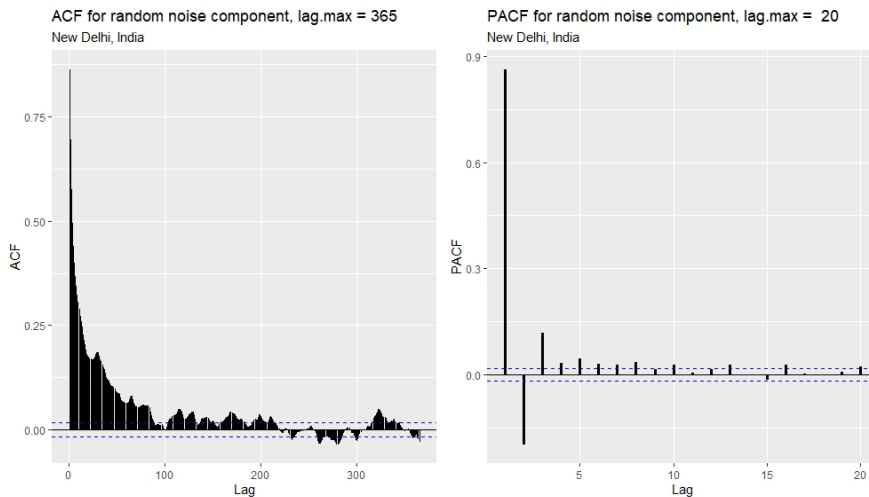 ACF for random noise component, lag.max = 365
New Delhi, India
0.75
0.50
0.25
0.00
ACF
0
100
200
300
Lag
PACF for random noise component, lag.max =  20
New Delhi, India
0.9
0.6
0.3
0.0
PACF
5
10
15
20
Lag